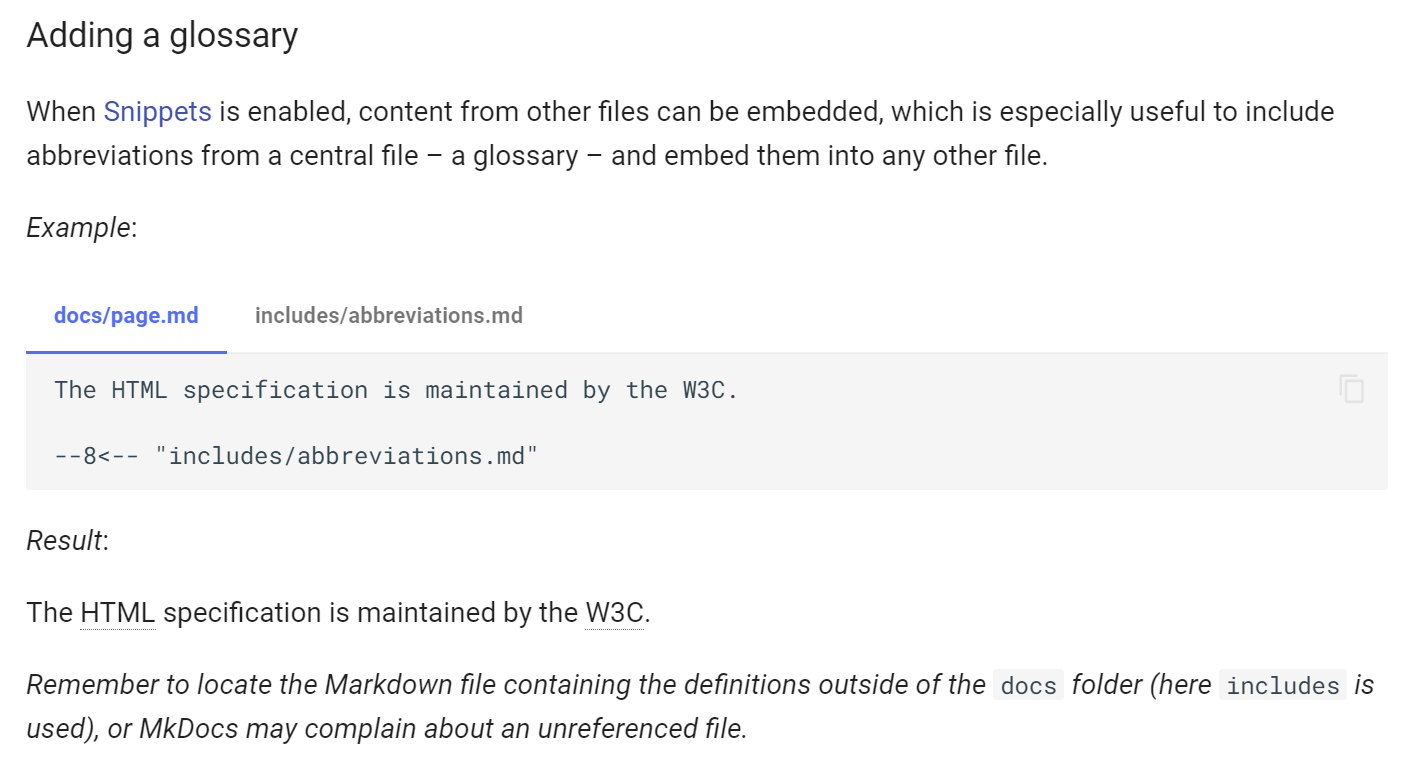 Adding a glossary
When Snippets is enabled, content from other files can be embedded, which is especially useful to include
abbreviations from a central file – a glossary – and embed them into any other file.
Example:
docs/page.md includes/abbreviations.md
The HTML specification is maintained by the W3C.
--8<-- "includes/abbreviations.md"
Result:
The HTML specification is maintained by the W3C.
Remember to locate the Markdown file containing the definitions outside of the docs folder (here includes is
used), or MkDocs may complain about an unreferenced file.